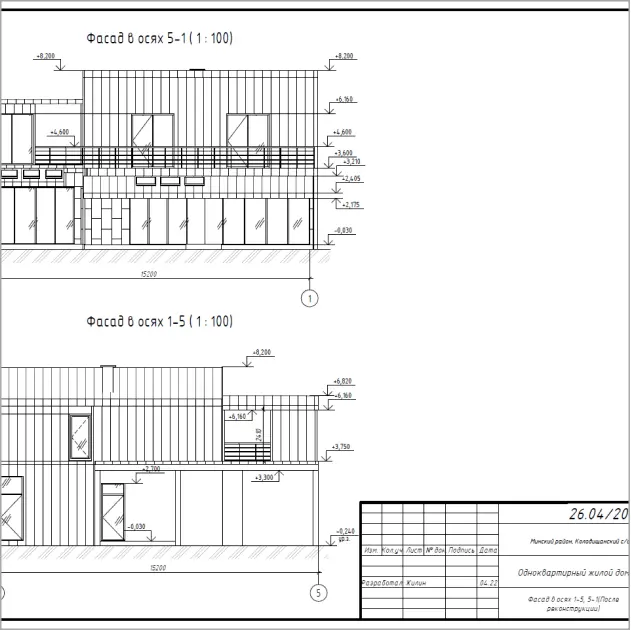 Фасад в осях 5-1 ( 1 : 100)
+8,200
+8,200
+6,160
+4,600
+4,600
+3,600
+3,210
+2,405
+2,175
-0,030
15200
1
Фасад в осях 1-5 ( 1 : 100)
+8,200
+6,820
+6,160
+6,160
2410
+3,750
+2,700
+3,300
-0,030
-0,240
ур.з.
15200
5
26.04/20
Минский район, Колодищанский с/с
Изм. Кол.уч Лист № док. Подпись Дата
Одноквартирный жилой дом
Разработал Жилин 04.22
Фасад в осях 1-5, 5-1(После
реконструкции)